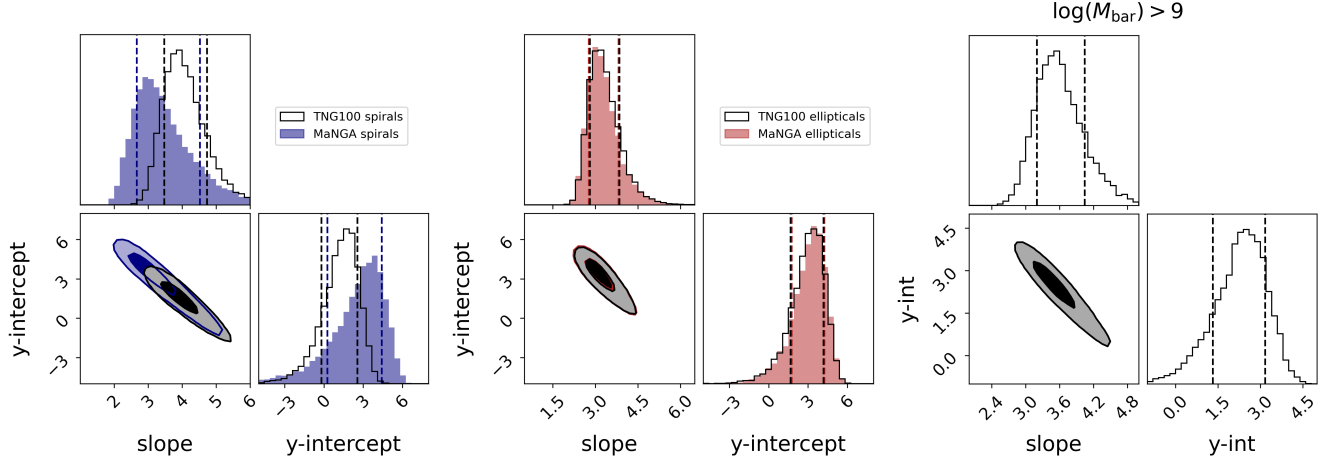 log(M_bar) > 9
TNG100 spirals
MaNGA spirals
TNG100 ellipticals
MaNGA ellipticals
y-intercept
6
3
0
−3
y-intercept
6
3
0
−3
y-int
4.5
3.0
1.5
0.0
2 3 4 5 6
−3 0 3 6
1.5 3.0 4.5 6.0
−3 0 3 6
2.4 3.0 3.6 4.2 4.8
0.0 1.5 3.0 4.5
slope y-intercept slope y-intercept slope y-int